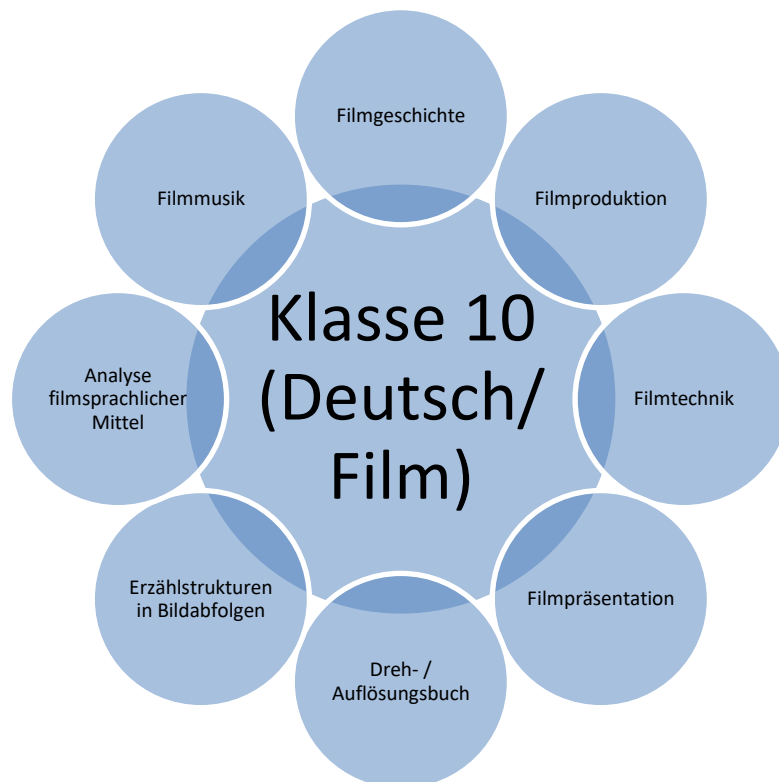 Filmgeschichte
Filmmusik
Filmproduktion
Klasse 10
(Deutsch/
Film)
Analyse
filmsprachlicher
Mittel
Filmtechnik
Erzählstrukturen
in Bildabfolgen
Filmpräsentation
Dreh- /
Auflösungsbuch